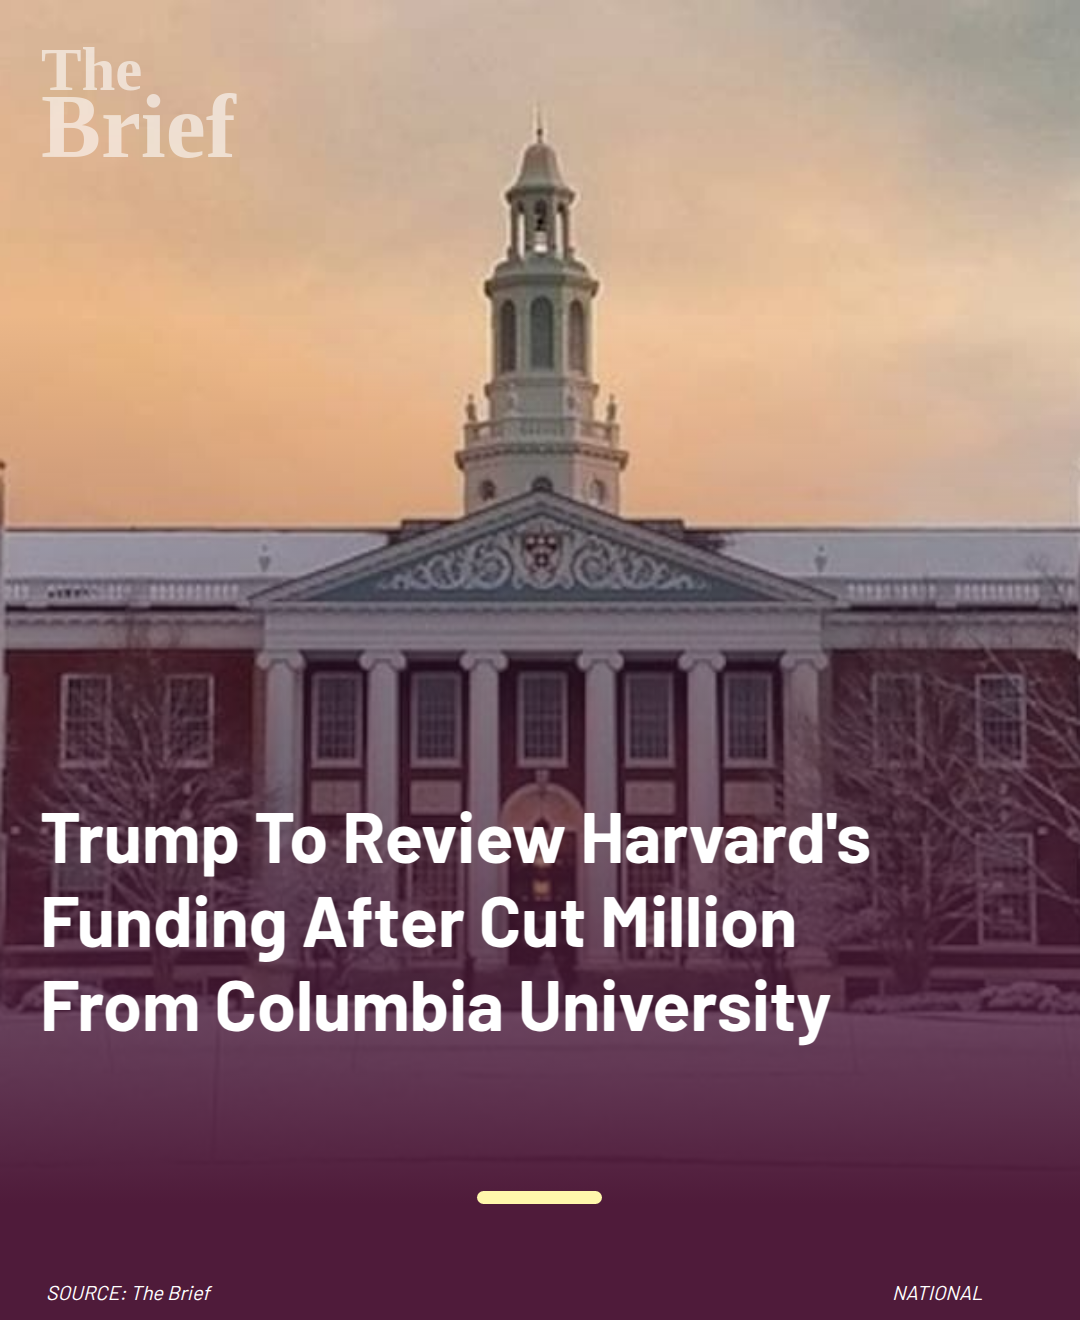 The
Brief
Trump To Review Harvard's
Funding After Cut Million
From Columbia University
SOURCE: The Brief
NATIONAL